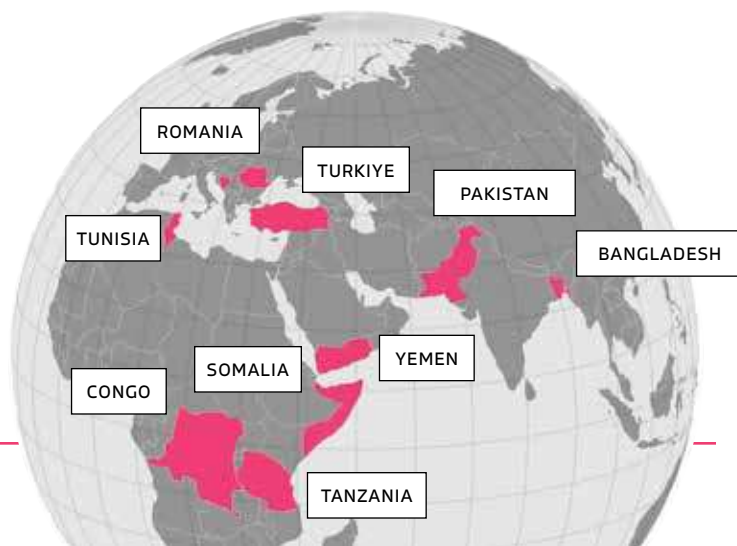 ROMANIA
TURKIYE
PAKISTAN
TUNISIA
BANGLADESH
SOMALIA
YEMEN
CONGO
TANZANIA